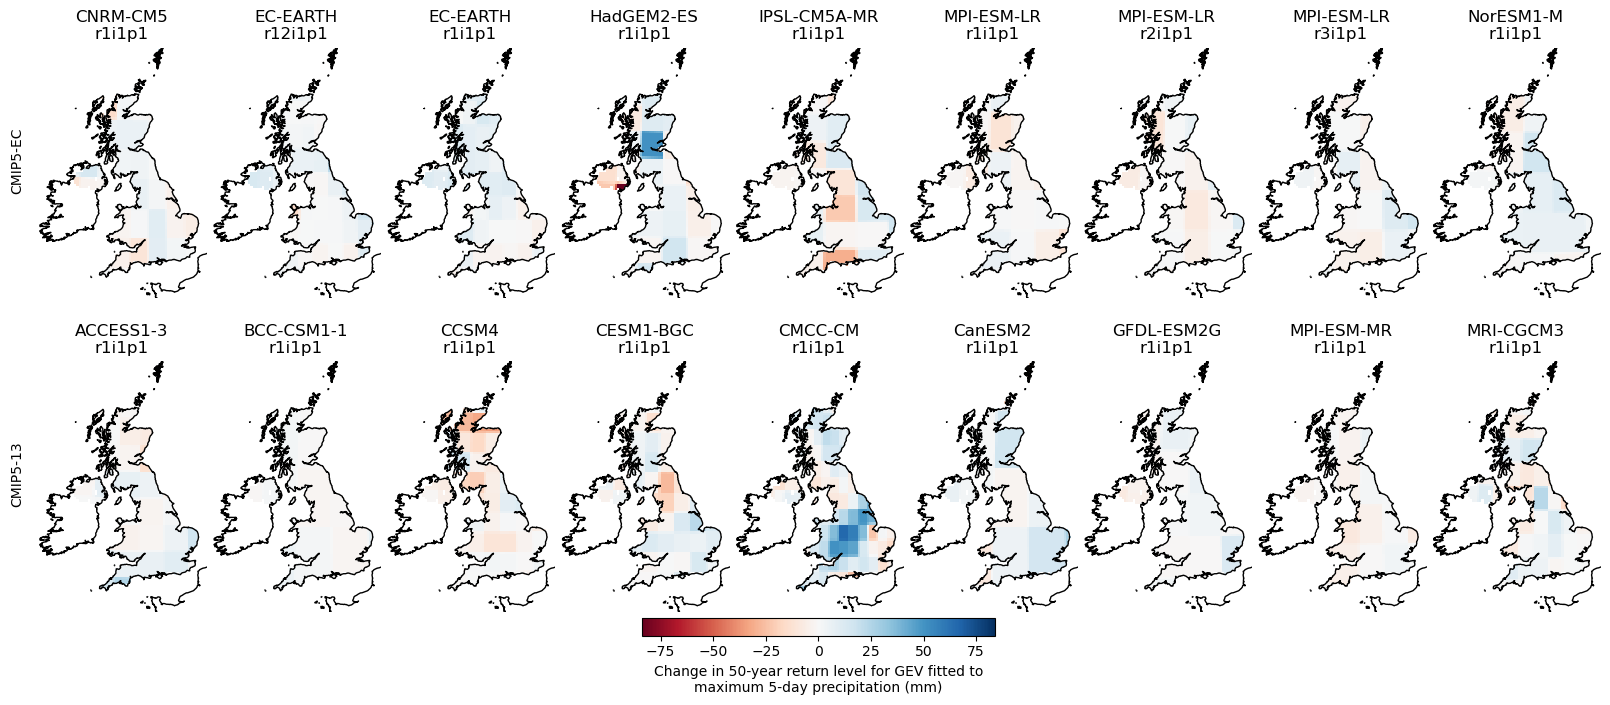 CNRM-CM5
r1i1p1
EC-EARTH
r12i1p1
EC-EARTH
r1i1p1
HadGEM2-ES
r1i1p1
IPSL-CM5A-MR
r1i1p1
MPI-ESM-LR
r1i1p1
MPI-ESM-LR
r2i1p1
MPI-ESM-LR
r3i1p1
NorESM1-M
r1i1p1
CMIP5-EC
ACCESS1-3
r1i1p1
BCC-CSM1-1
r1i1p1
CCSM4
r1i1p1
CESM1-BGC
r1i1p1
CMCC-CM
r1i1p1
CanESM2
r1i1p1
GFDL-ESM2G
r1i1p1
MPI-ESM-MR
r1i1p1
MRI-CGCM3
r1i1p1
CMIP5-13
−75 −50 −25 0 25 50 75
Change in 50-year return level for GEV fitted to
maximum 5-day precipitation (mm)